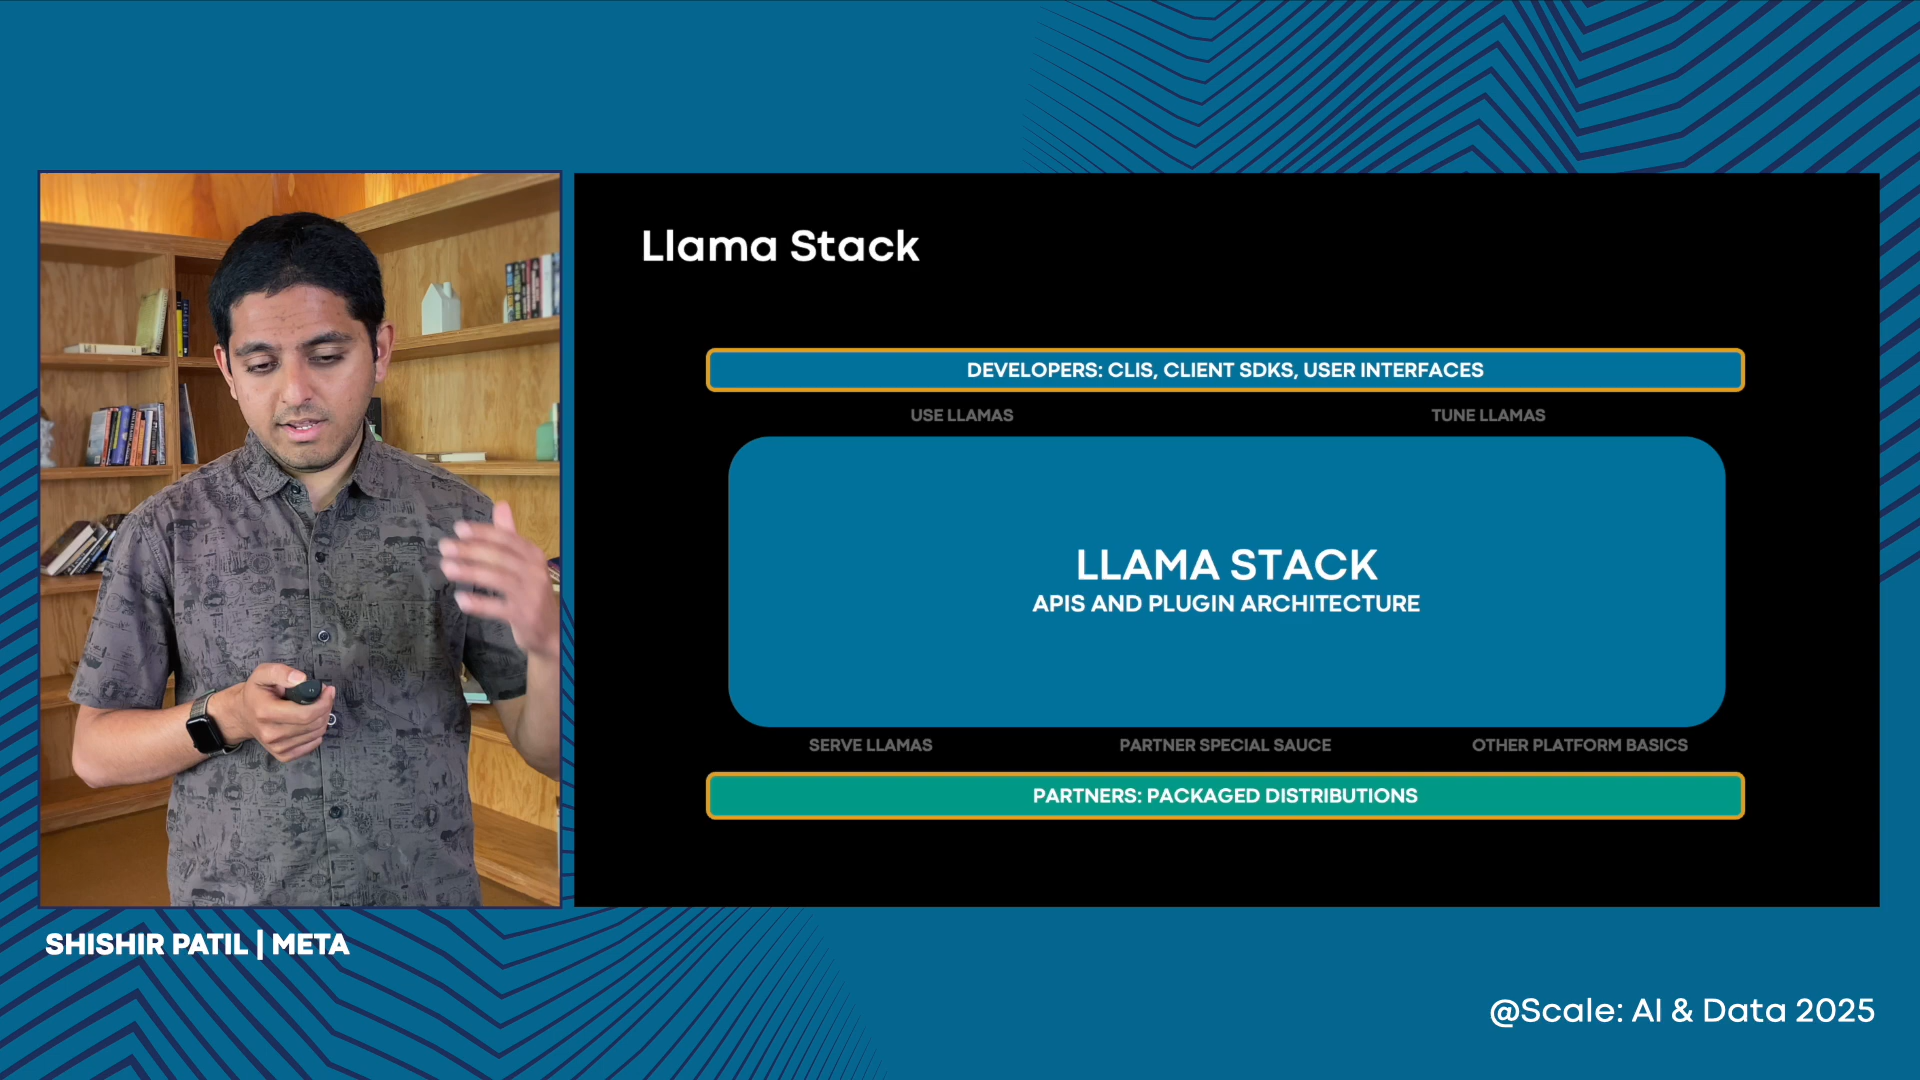 Llama Stack
DEVELOPERS: CLIS, CLIENT SDKS, USER INTERFACES
USE LLAMAS
TUNE LLAMAS
LLAMA STACK
APIS AND PLUGIN ARCHITECTURE
SERVE LLAMAS
PARTNER SPECIAL SAUCE
OTHER PLATFORM BASICS
PARTNERS: PACKAGED DISTRIBUTIONS
SHISHIR PATIL | META
@Scale: AI & Data 2025